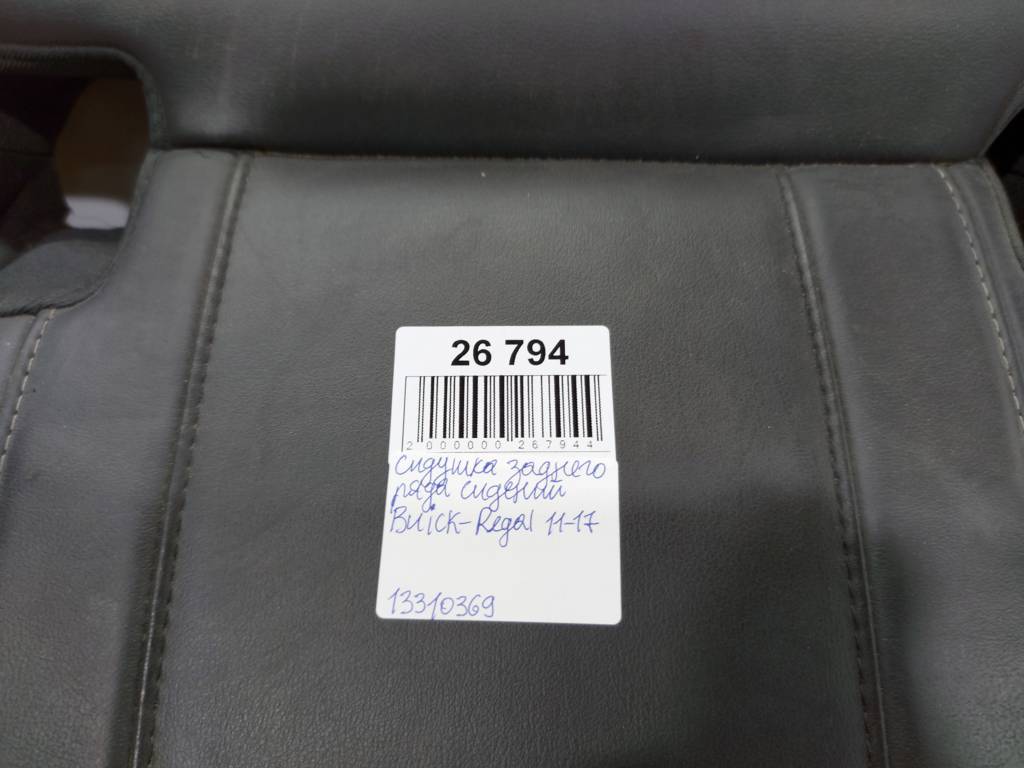 26 794
2 000000 267944
сидушка заднего
ряда сидений
Buick-Regal 11-17
13310369